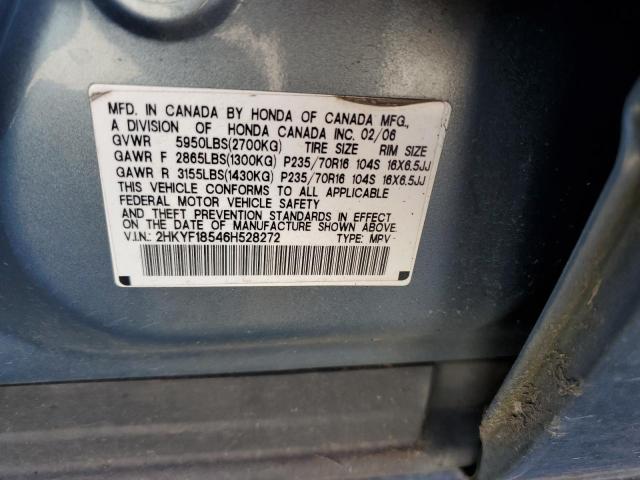 MFD. IN CANADA BY HONDA OF CANADA MFG.,
A DIVISION OF HONDA CANADA INC. 02/06
GVWR 5950LBS(2700KG) TIRE SIZE RIM SIZE
GAWR F 2865LBS(1300KG) P235/70R16 104S 16X6.5JJ
GAWR R 3155LBS(1430KG) P235/70R16 104S 16X6.5JJ
THIS VEHICLE CONFORMS TO ALL APPLICABLE
FEDERAL MOTOR VEHICLE SAFETY
AND THEFT PREVENTION STANDARDS IN EFFECT
ON THE DATE OF MANUFACTURE SHOWN ABOVE.
V.I.N.: 2HKYF18546H528272 TYPE: MPV